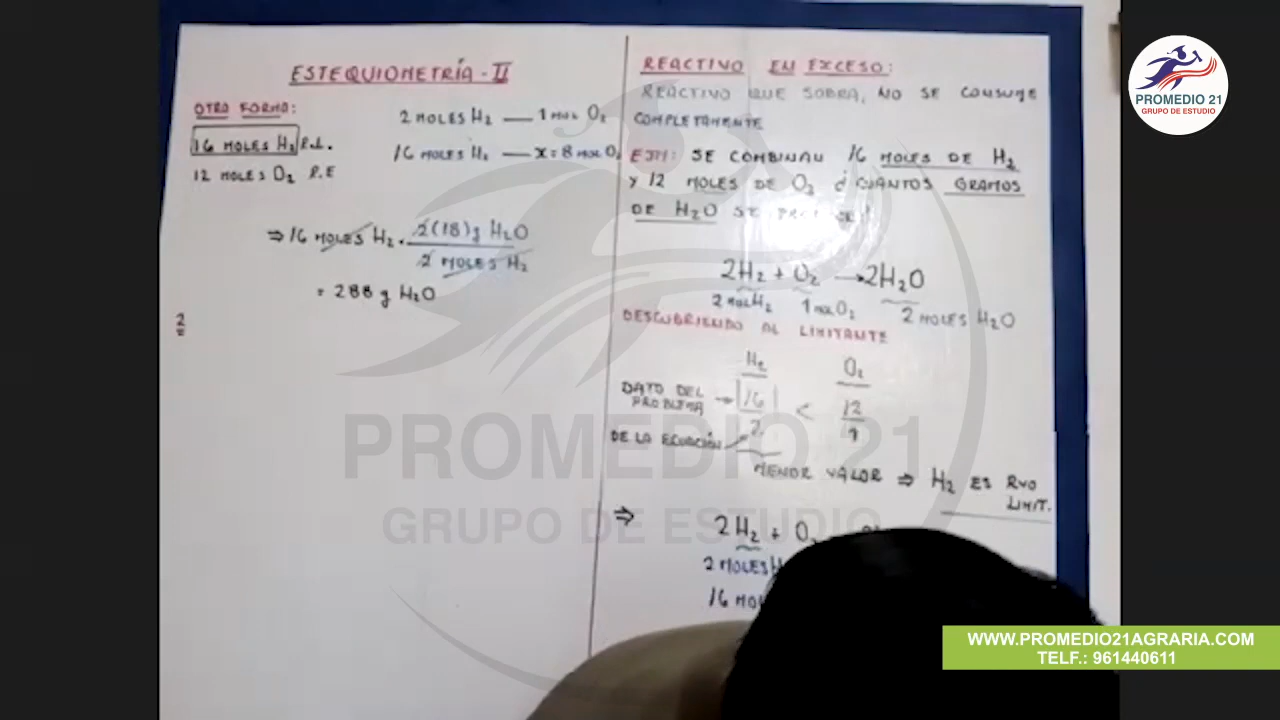 ESTEQUIOMETRÍA - II
OTRA FORMA:
16 MOLES H2 R.L.
12 MOLES O2 R.E
2 MOLES H2 — 1 MOL O2
16 MOLES H2 — X = 8 MOL O2
⇒ 16 MOLES H2 . 2(18)g H2O
2 MOLES H2
= 288 g H2O
2
REACTIVO EN EXCESO:
REACTIVO QUE SOBRA, NO SE CONSUME
COMPLETAMENTE
EJM: SE COMBINAN 16 MOLES DE H2
Y 12 MOLES DE O2 ¿ CUANTOS GRAMOS
DE H2O SE
2H2 + O2 → 2H2O
2 MOL H2 1 MOL O2 2 MOLES H2O
DESCUBRIENDO AL LIMITANTE
H2 O2
DATO DEL
PROBLEMA → 16 < 12
DE LA ECUACIÓN 2 1
MENOR VALOR ⇒ H2 ES RVO
LIMIT.
⇒ 2H2 + O2
2 MOLES H
16 MOL
PROMEDIO 21
GRUPO DE ESTUDIO
PROMEDIO 21
GRUPO DE ESTUDIO
WWW.PROMEDIO21AGRARIA.COM
TELF.: 961440611